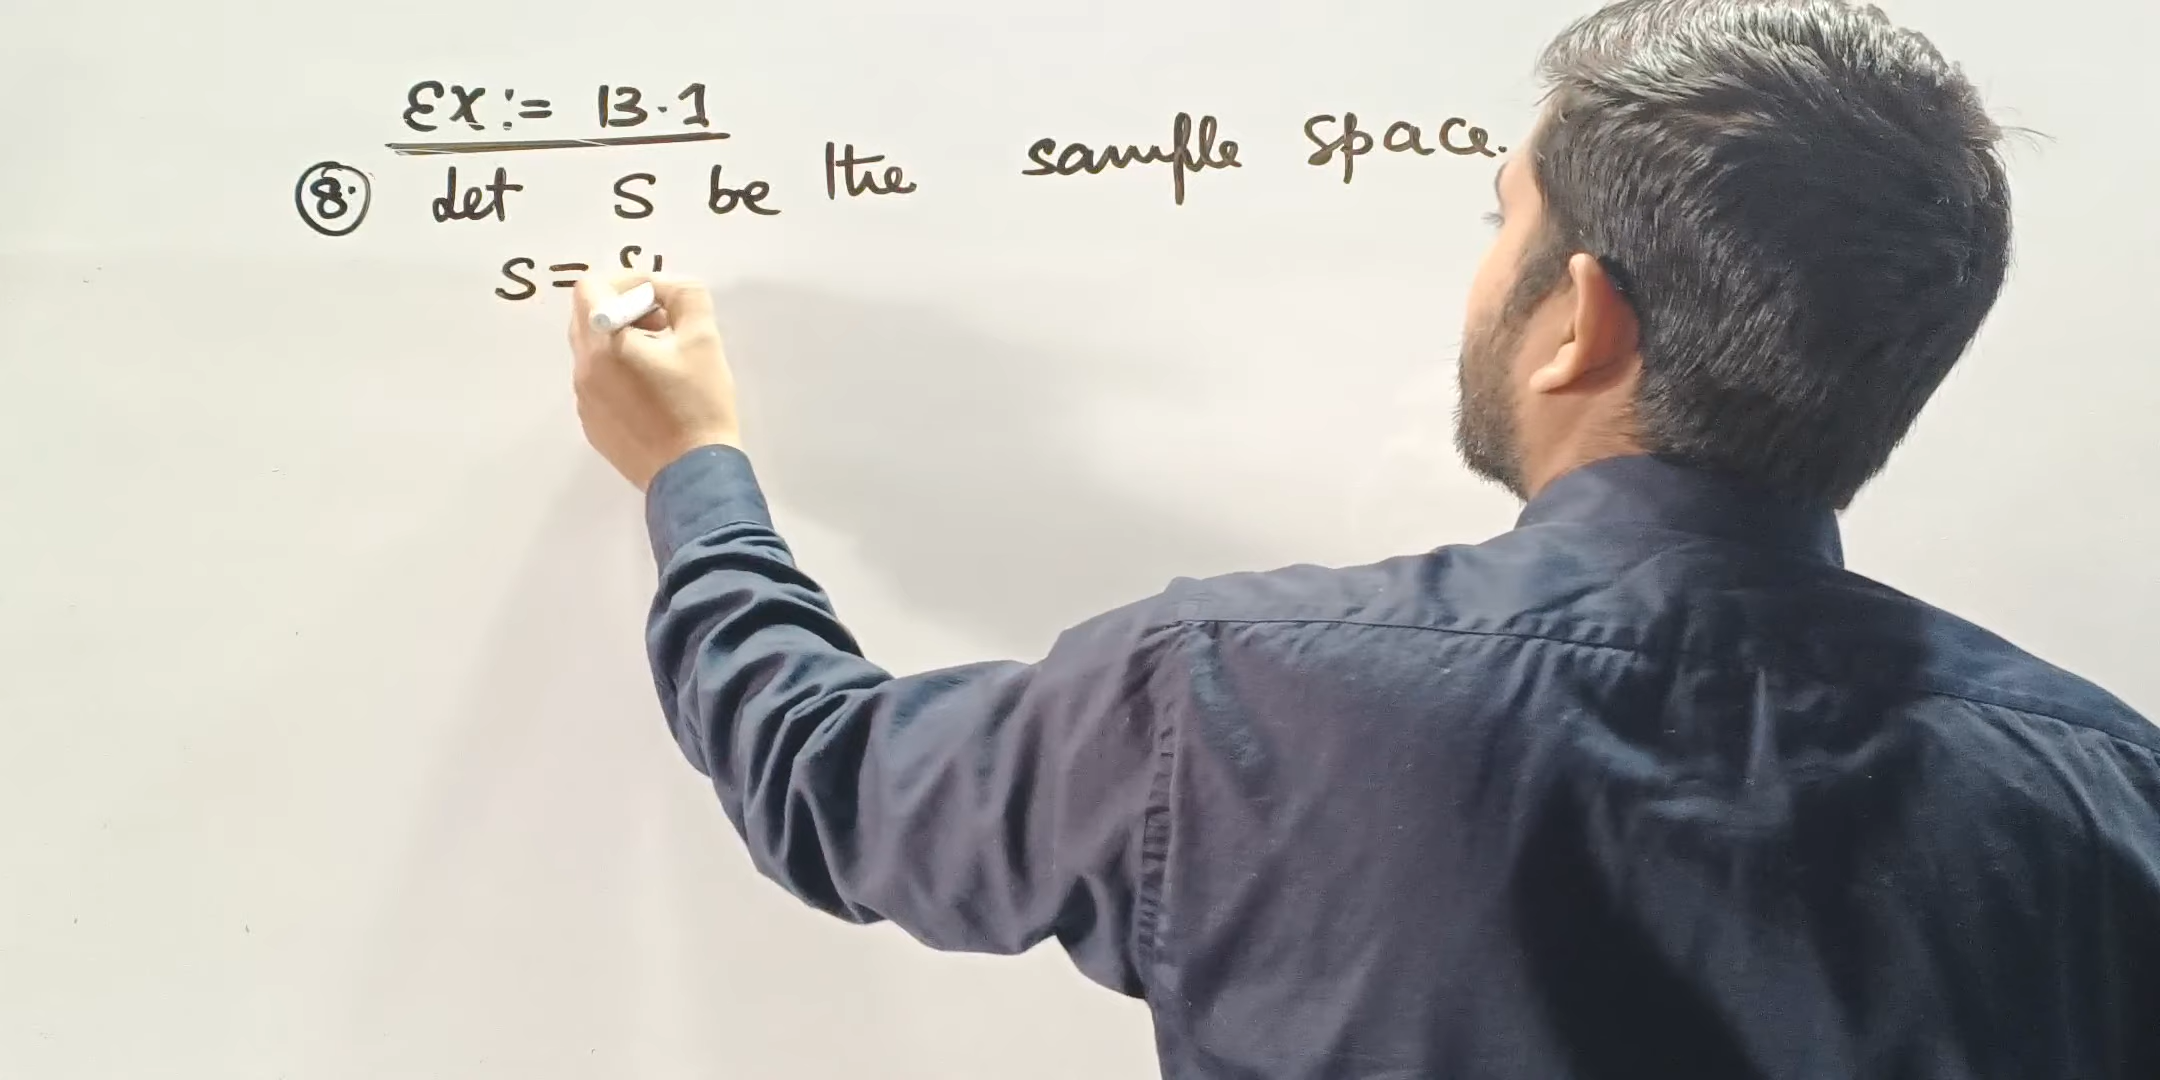 Ex:= 13.1
8. Let S be the sample space.
S = {